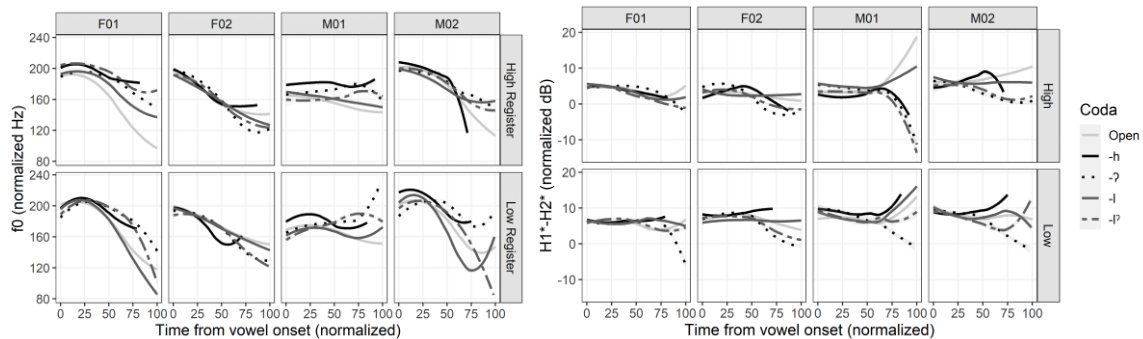 F01 F02 M01 M02
240
200
160
120
80
High Register
240
200
160
120
80
Low Register
0 25 50 75 100 0 25 50 75 100 0 25 50 75 100 0 25 50 75 100
Time from vowel onset (normalized)
f0 (normalized Hz)
F01 F02 M01 M02
20
10
0
-10
High
20
10
0
-10
Low
0 25 50 75 100 0 25 50 75 100 0 25 50 75 100 0 25 50 75 100
Time from vowel onset (normalized)
H1*-H2* (normalized dB)
Coda
Open
-h
-ʔ
-l
-lˀ